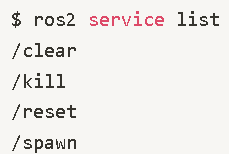 $ ros2 service list
/clear
/kill
/reset
/spawn